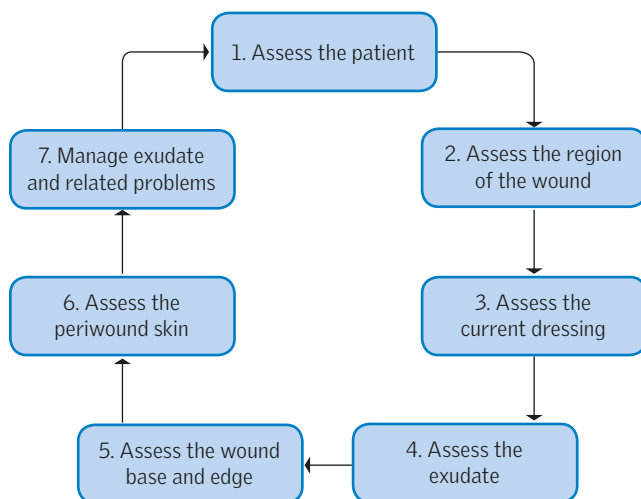 1. Assess the patient
2. Assess the region
of the wound
3. Assess the
current dressing
4. Assess the
exudate
5. Assess the wound
base and edge
6. Assess the
periwound skin
7. Manage exudate
and related problems